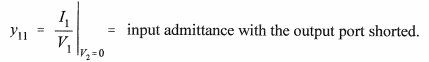 y₁₁ = I₁/V₁ |V₂=0 = input admittance with the output port shorted.